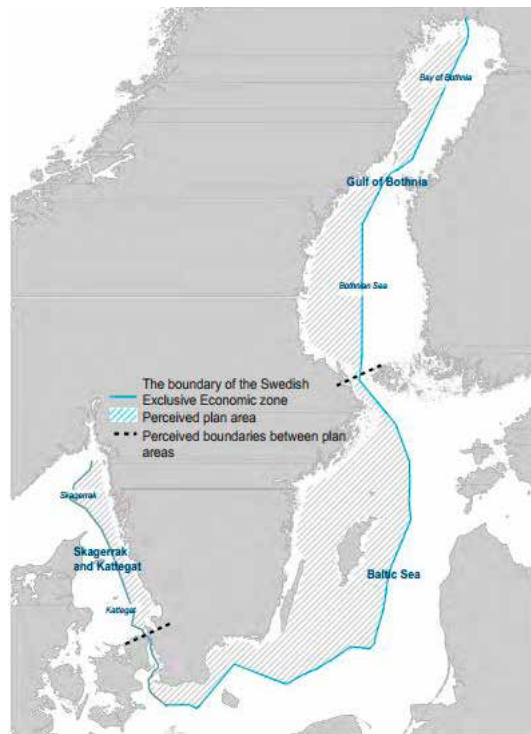 Bay of Bothnia
Gulf of Bothnia
Bothnian Sea
The boundary of the Swedish
Exclusive Economic zone
Perceived plan area
Perceived boundaries between plan
areas
Skagerrak
Skagerrak
and Kattegat
Baltic Sea
Kattegat